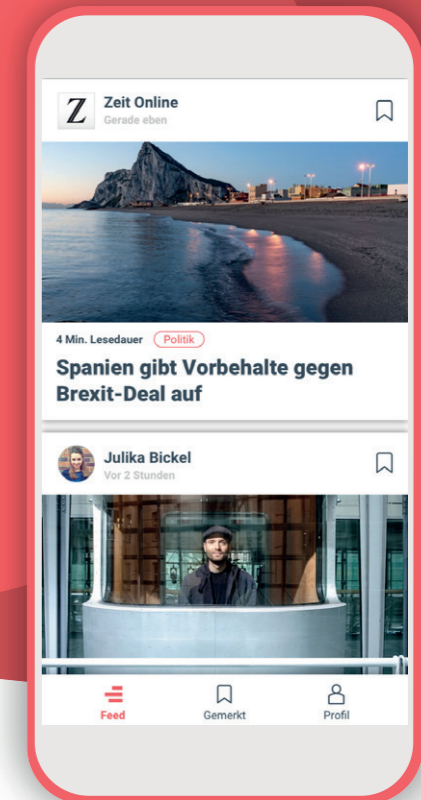 Z
Zeit Online
Gerade eben
4 Min. Lesedauer Politik
Spanien gibt Vorbehalte gegen
Brexit-Deal auf
Julika Bickel
Vor 2 Stunden
Feed Gemerkt Profil